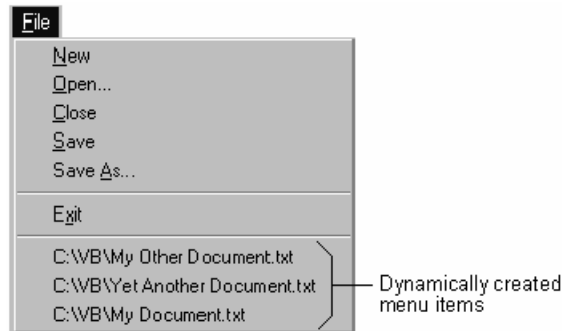 File
New
Open...
Close
Save
Save As...
Exit
C:\VB\My Other Document.txt
C:\VB\Yet Another Document.txt
C:\VB\My Document.txt
Dynamically created
menu items